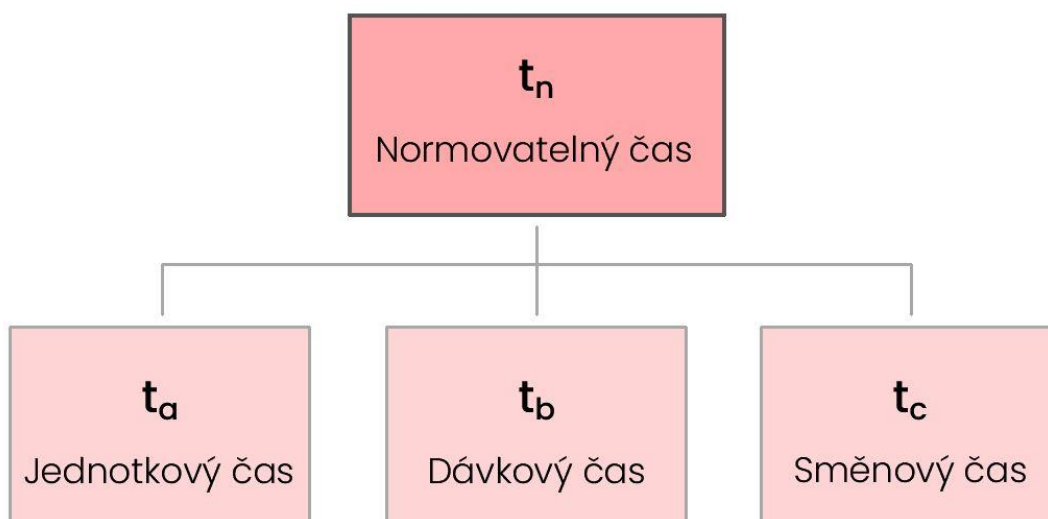 tn
Normovatelný čas
ta
Jednotkový čas
tb
Dávkový čas
tc
Směnový čas